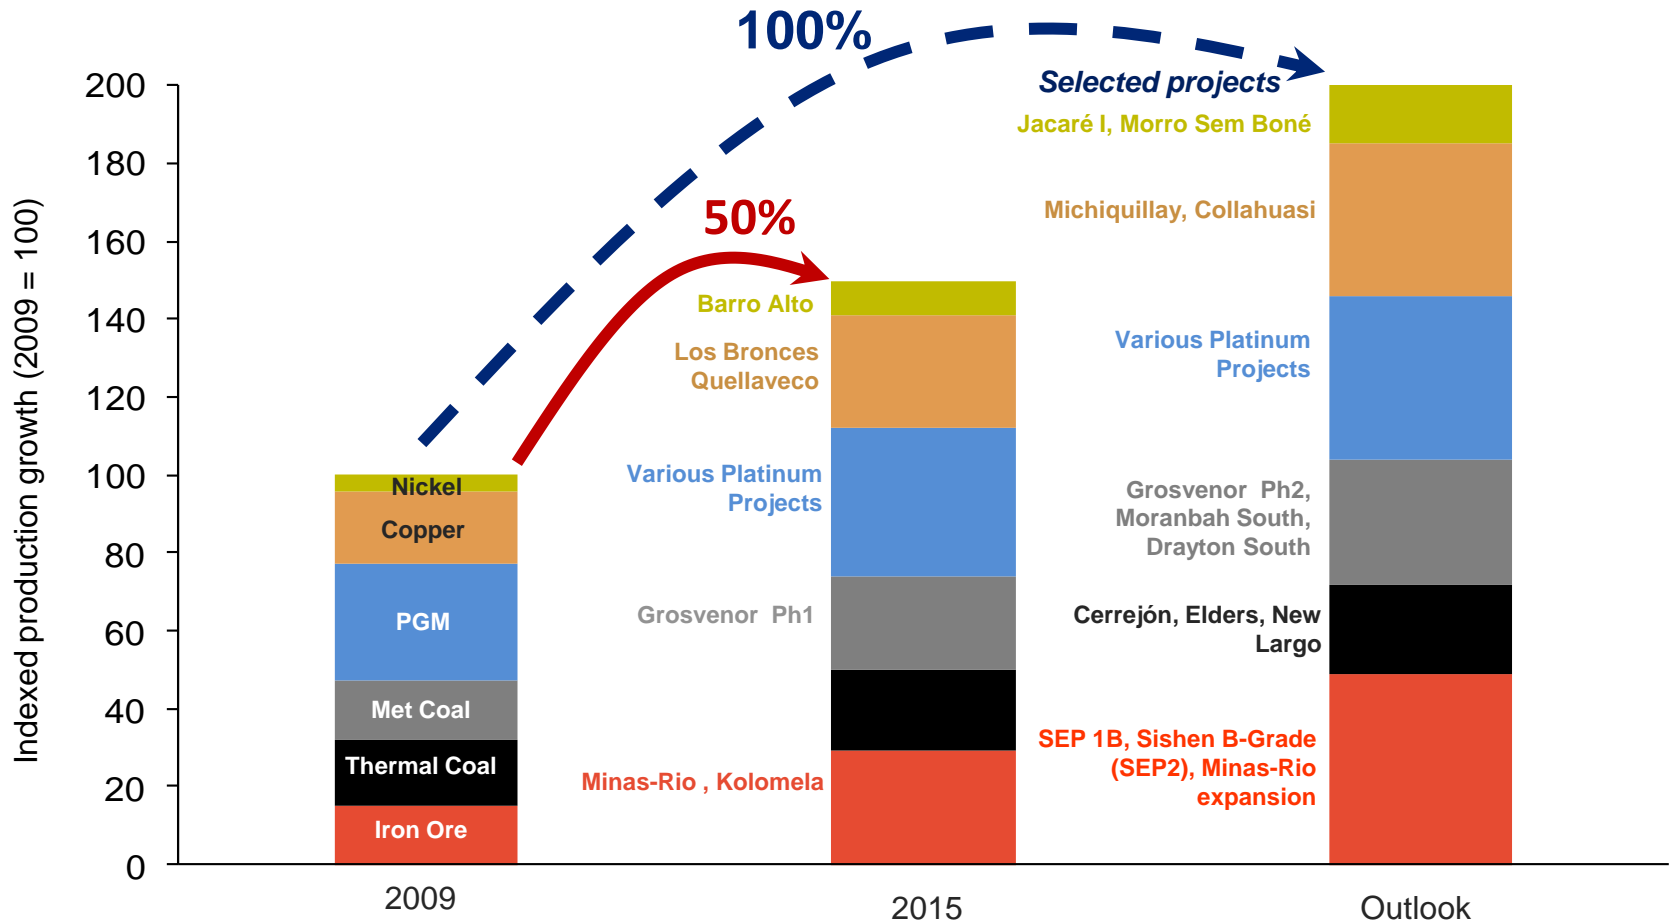 100%
Selected projects
Jacaré I, Morro Sem Boné
Michiquillay, Collahuasi
50%
Barro Alto
Los Bronces
Quellaveco
Various Platinum
Projects
Various Platinum
Projects
Grosvenor  Ph2,
Moranbah South,
Drayton South
Grosvenor  Ph1
Cerrejón, Elders, New
Largo
SEP 1B, Sishen B-Grade
(SEP2), Minas-Rio
expansion
Minas-Rio , Kolomela
Nickel
Copper
PGM
Met Coal
Thermal Coal
Iron Ore
Indexed production growth (2009 = 100)
200
180
160
140
120
100
80
60
40
20
0
2009
2015
Outlook